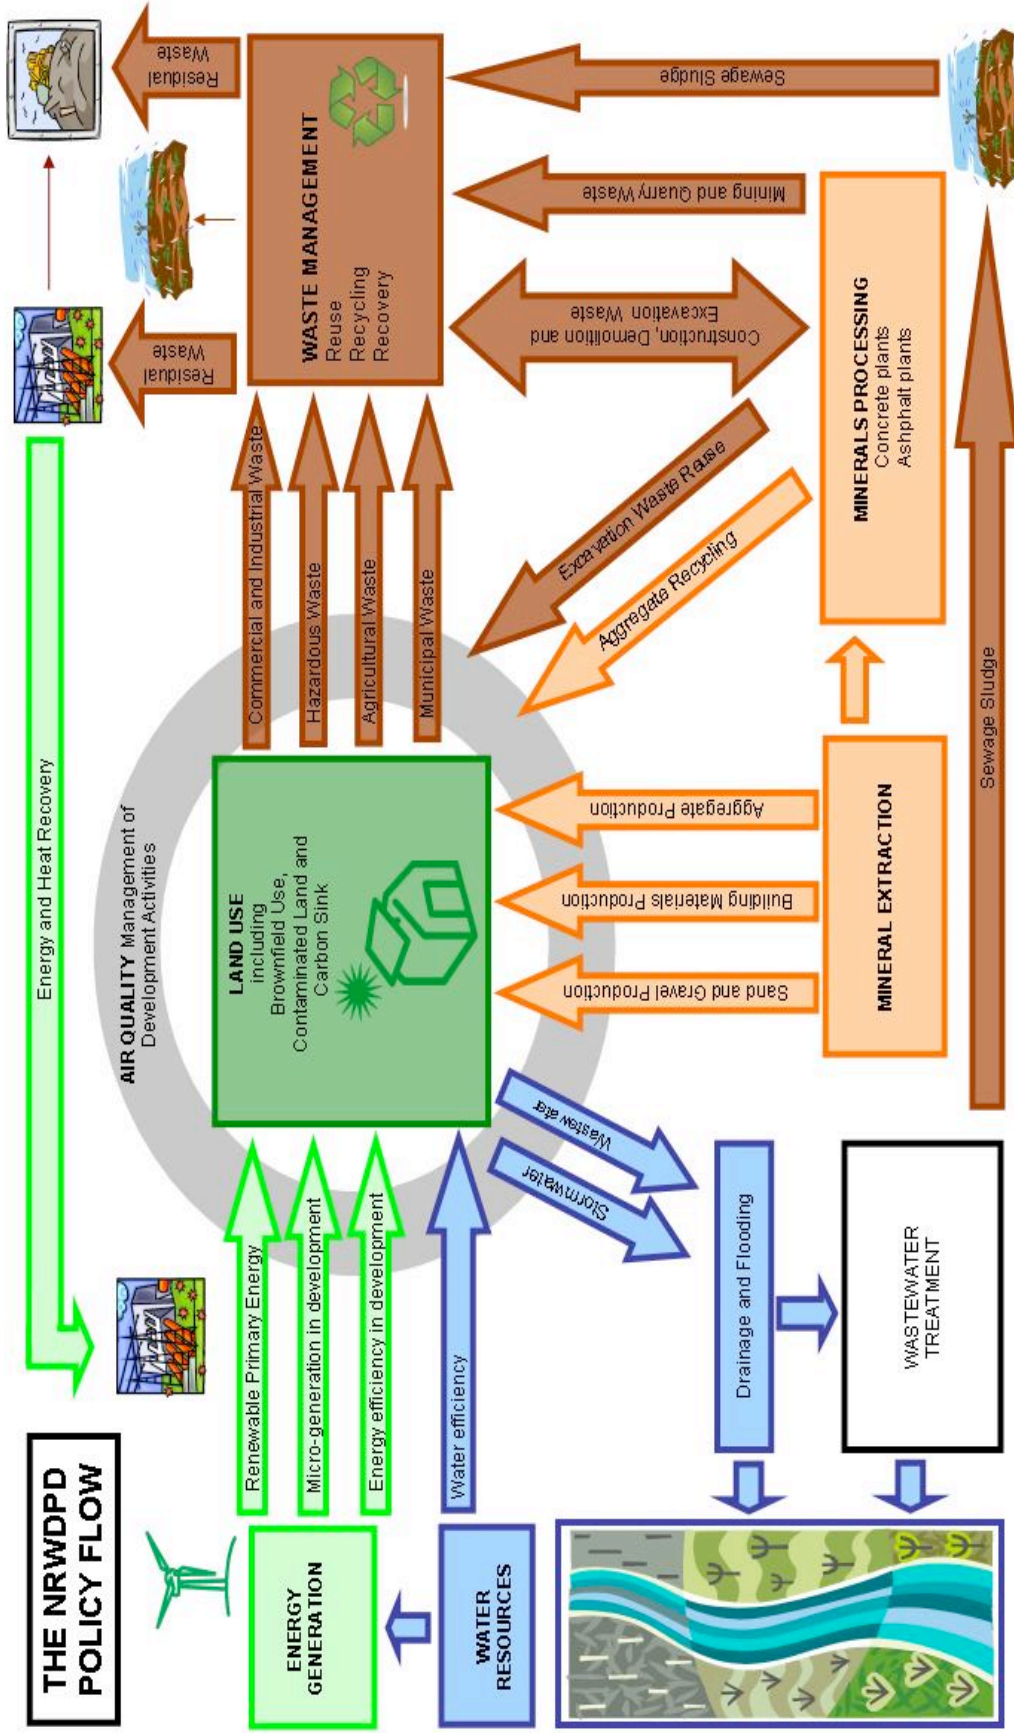 THE NRWDPD
POLICY FLOW
Energy and Heat Recovery
AIR QUALITY Management of
Development Activities
ENERGY
GENERATION
Renewable Primary Energy
Micro-generation in development
Energy efficiency in development
WATER
RESOURCES
Water efficiency
LAND USE
including
Brownfield Use,
Contaminated Land and
Carbon Sink
Commercial and Industrial Waste
Hazardous Waste
Agricultural Waste
Municipal Waste
WASTE MANAGEMENT
Reuse
Recycling
Recovery
Residual
Waste
Residual
Waste
Stormwater
Wastewater
Drainage and Flooding
WASTEWATER
TREATMENT
Sand and Gravel Production
Building Materials Production
Aggregate Production
MINERAL EXTRACTION
Aggregate Recycling
Excavation Waste Reuse
Construction, Demolition and
Excavation Waste
Mining and Quarry Waste
Sewage Sludge
MINERALS PROCESSING
Concrete plants
Ashphalt plants
Sewage Sludge